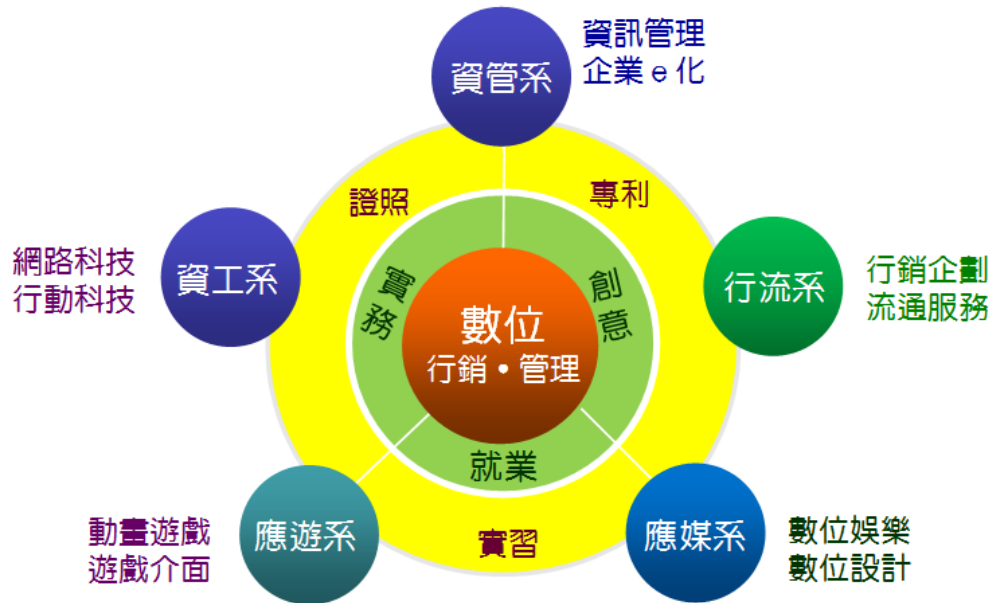 資管系
資訊管理
企業e化
證照
專利
網路科技
行動科技
資工系
實務
創意
行流系
行銷企劃
流通服務
數位
行銷•管理
就業
動畫遊戲
遊戲介面
應遊系
實習
應媒系
數位娛樂
數位設計